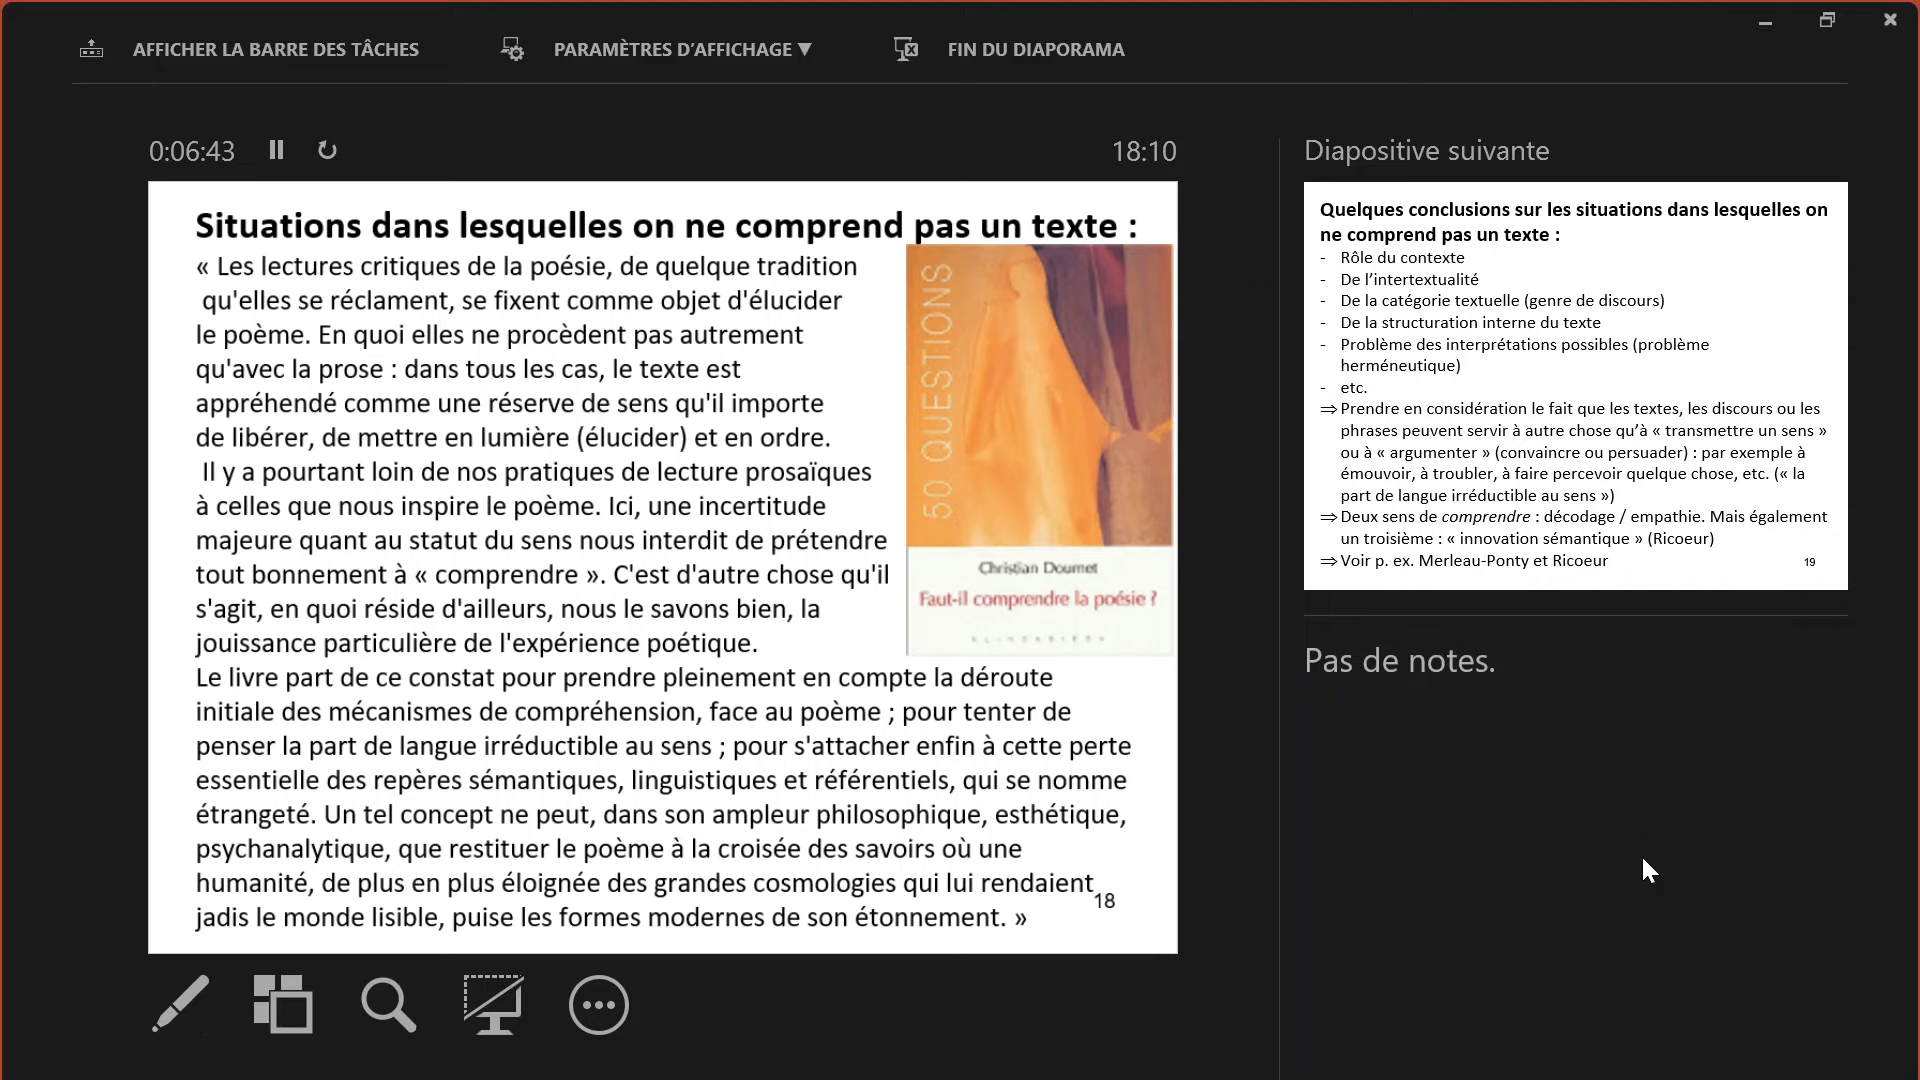 AFFICHER LA BARRE DES TÂCHES
PARAMÈTRES D'AFFICHAGE ▼
FIN DU DIAPORAMA
0:06:43
18:10
Situations dans lesquelles on ne comprend pas un texte :
« Les lectures critiques de la poésie, de quelque tradition
qu'elles se réclament, se fixent comme objet d'élucider
le poème. En quoi elles ne procèdent pas autrement
qu'avec la prose : dans tous les cas, le texte est
appréhendé comme une réserve de sens qu'il importe
de libérer, de mettre en lumière (élucider) et en ordre.
Il y a pourtant loin de nos pratiques de lecture prosaïques
à celles que nous inspire le poème. Ici, une incertitude
majeure quant au statut du sens nous interdit de prétendre
tout bonnement à « comprendre ». C'est d'autre chose qu'il
s'agit, en quoi réside d'ailleurs, nous le savons bien, la
jouissance particulière de l'expérience poétique.
Le livre part de ce constat pour prendre pleinement en compte la déroute
initiale des mécanismes de compréhension, face au poème ; pour tenter de
penser la part de langue irréductible au sens ; pour s'attacher enfin à cette perte
essentielle des repères sémantiques, linguistiques et référentiels, qui se nomme
étrangeté. Un tel concept ne peut, dans son ampleur philosophique, esthétique,
psychanalytique, que restituer le poème à la croisée des savoirs où une
humanité, de plus en plus éloignée des grandes cosmologies qui lui rendaient
jadis le monde lisible, puise les formes modernes de son étonnement. »
18
50 QUESTIONS
Christian Doumet
Faut-il comprendre la poésie ?
KLINCKSIECK
Diapositive suivante
Quelques conclusions sur les situations dans lesquelles on
ne comprend pas un texte :
- Rôle du contexte
- De l'intertextualité
- De la catégorie textuelle (genre de discours)
- De la structuration interne du texte
- Problème des interprétations possibles (problème
herméneutique)
- etc.
⇒ Prendre en considération le fait que les textes, les discours ou les
phrases peuvent servir à autre chose qu'à « transmettre un sens »
ou à « argumenter » (convaincre ou persuader) : par exemple à
émouvoir, à troubler, à faire percevoir quelque chose, etc. (« la
part de langue irréductible au sens »)
⇒ Deux sens de comprendre : décodage / empathie. Mais également
un troisième : « innovation sémantique » (Ricoeur)
⇒ Voir p. ex. Merleau-Ponty et Ricoeur
19
Pas de notes.